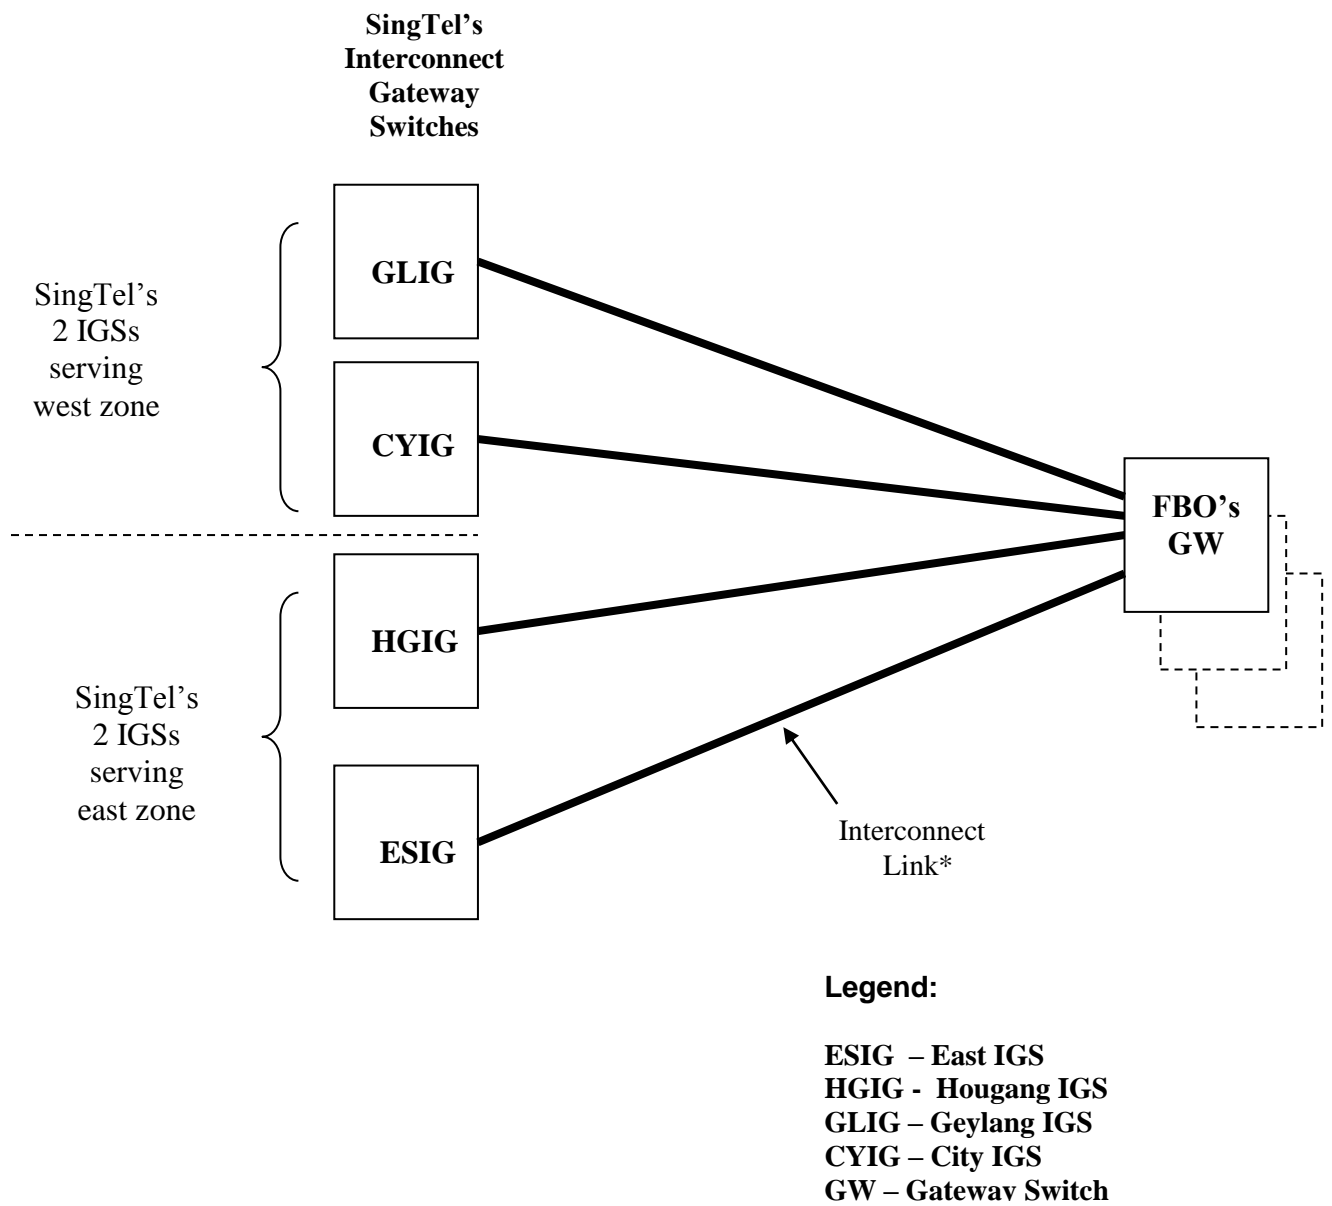 SingTel’s
Interconnect
Gateway
Switches
SingTel’s
2 IGSs
serving
west zone
GLIG
CYIG
FBO’s
GW
HGIG
SingTel’s
2 IGSs
serving
east zone
ESIG
Interconnect
Link*
Legend:
ESIG – East IGS
HGIG - Hougang IGS
GLIG – Geylang IGS
CYIG – City IGS
GW – Gateway Switch